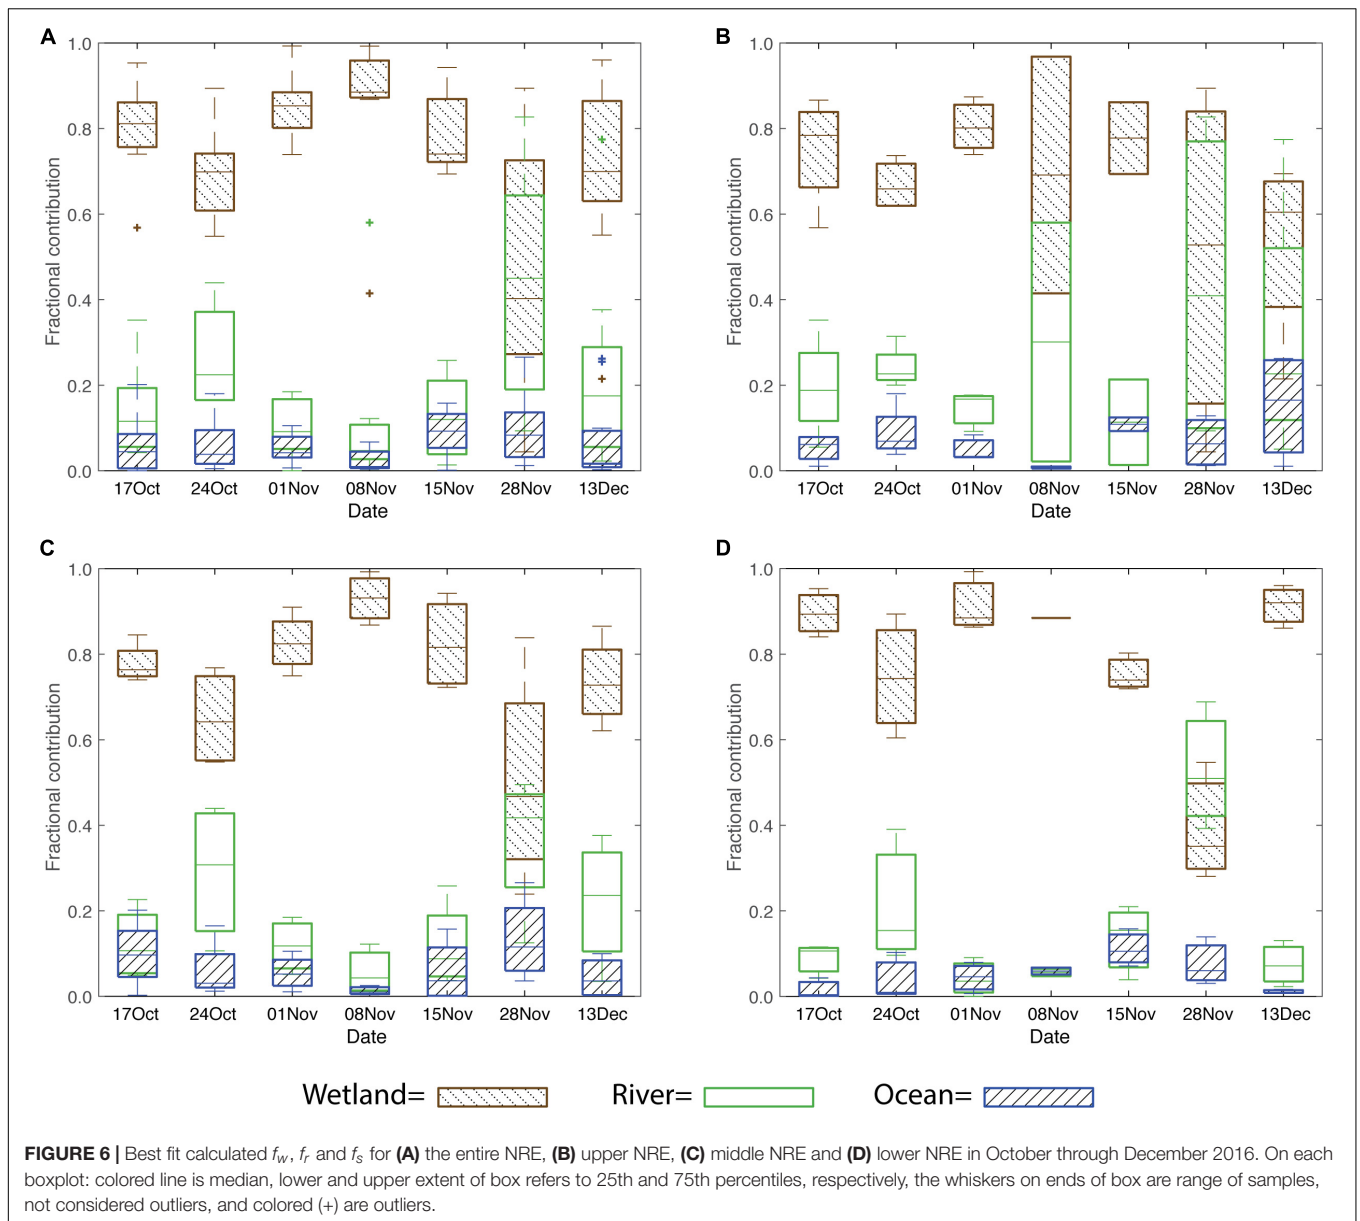 A
1.0
0.8
0.6
0.4
0.2
0.0
Fractional contribution
17Oct 24Oct 01Nov 08Nov 15Nov 28Nov 13Dec
Date
B
1.0
0.8
0.6
0.4
0.2
0.0
Fractional contribution
17Oct 24Oct 01Nov 08Nov 15Nov 28Nov 13Dec
Date
C
1.0
0.8
0.6
0.4
0.2
0.0
Fractional contribution
17Oct 24Oct 01Nov 08Nov 15Nov 28Nov 13Dec
Date
D
1.0
0.8
0.6
0.4
0.2
0.0
Fractional contribution
17Oct 24Oct 01Nov 08Nov 15Nov 28Nov 13Dec
Date
Wetland= River= Ocean=
FIGURE 6 | Best fit calculated fw, fr and fs for (A) the entire NRE, (B) upper NRE, (C) middle NRE and (D) lower NRE in October through December 2016. On each
boxplot: colored line is median, lower and upper extent of box refers to 25th and 75th percentiles, respectively, the whiskers on ends of box are range of samples,
not considered outliers, and colored (+) are outliers.